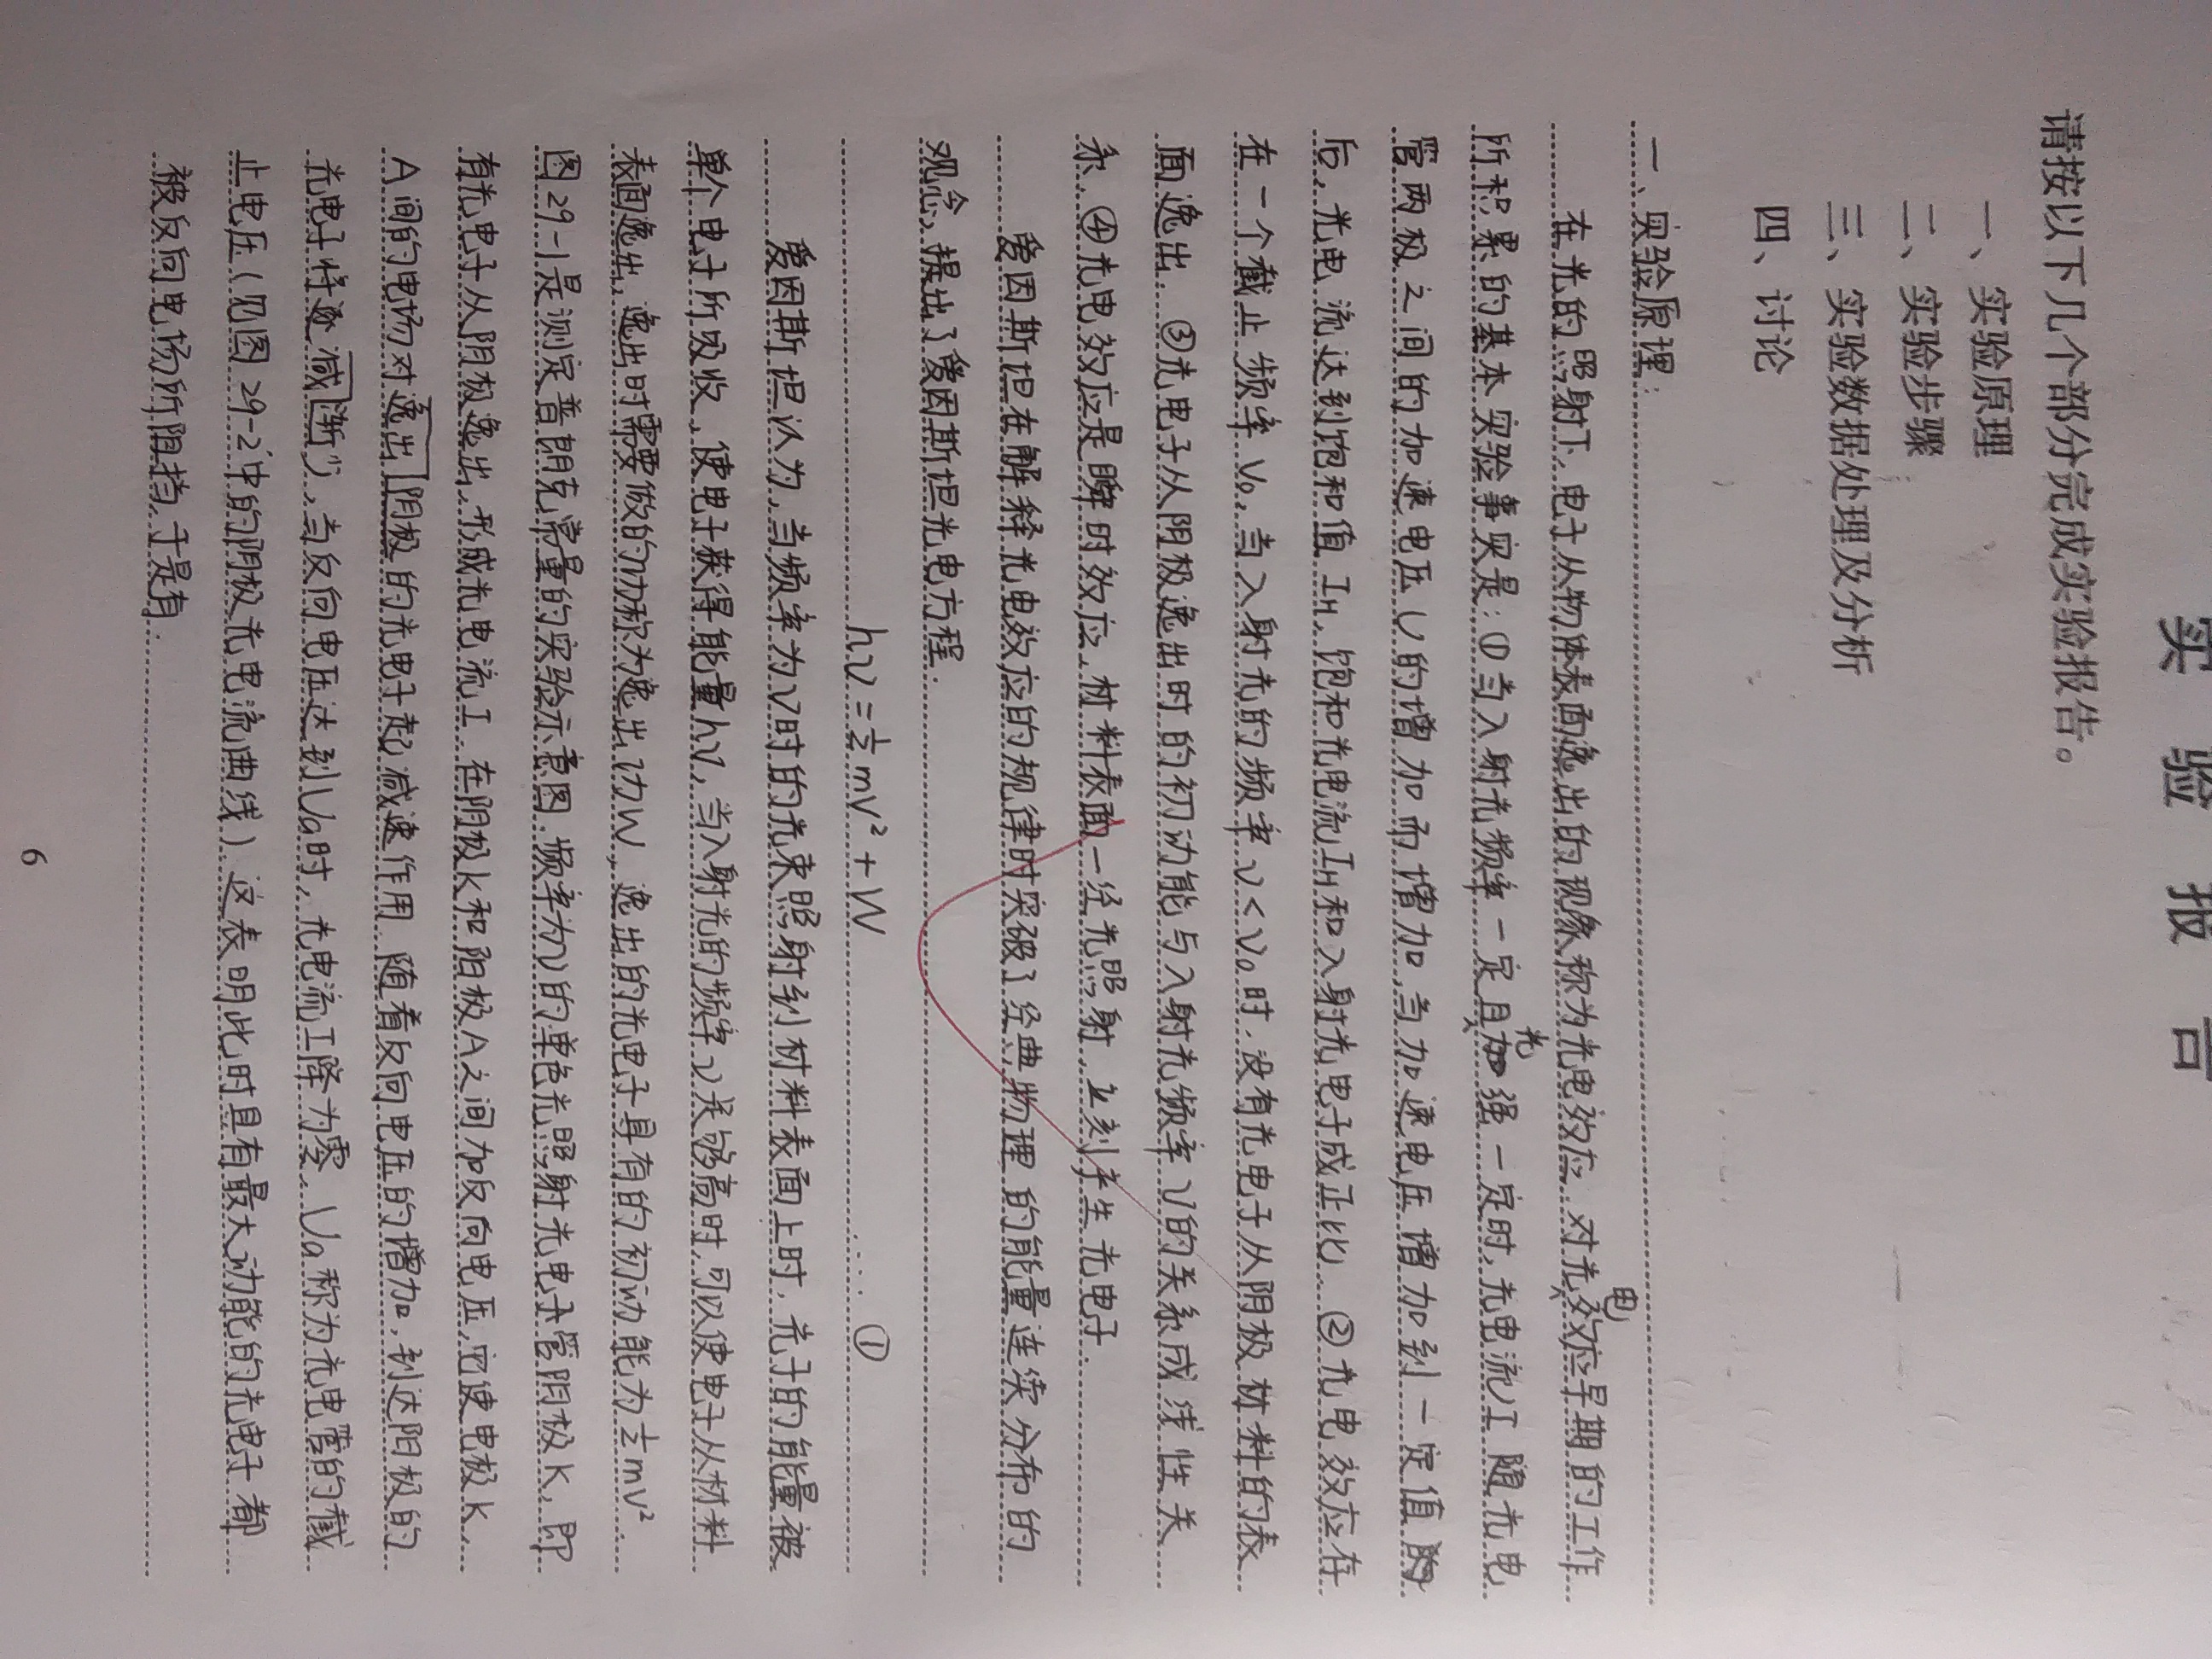 实验报告
请按以下几个部分完成实验报告。
一、实验原理
二、实验步骤
三、实验数据处理及分析
四、讨论
一、实验原理：
在光的照射下，电子从物体表面逸出的现象称为光电效应．对光电效应早期的工作
所积累的基本实验事实是：①当入射光频率一定且光强一定时，光电流I随光电
管两极之间的加速电压U的增加而增加，当加速电压增加到一定值
后，光电流达到饱和值IH，饱和光电流IH和入射光电子成正比．②光电效应存
在一个截止频率ν0，当入射光的频率ν<ν0时，没有光电子从阴极材料的表
面逸出．③光电子从阴极逸出时的初动能与入射光频率ν的关系成线性关
系．④光电效应是瞬时效应，材料表面一经光照射，立刻产生光电子．
爱因斯坦在解释光电效应的规律时突破了经典物理的能量连续分布的
观念，提出了爱因斯坦光电方程．
hν=½mV²+W ……①
爱因斯坦认为，当频率为ν时的光束照射到材料表面上时，光子的能量被
单个电子所吸收，使电子获得能量hν，当入射光的频率ν足够高时，可以使电子从材料
表面逸出，逸出时需要做的功称为逸出功W，逸出的光电子具有的初动能为½mV²．
图29-1是测定普朗克常量的实验示意图．频率为ν的单色光照射光电子管阴极K，即
有光电子从阴极逸出，形成光电流I．在阴极K和阳极A之间加反向电压，它使电极K、
A间的电场对逸出阴极的光电子起减速作用．随着反向电压的增加，到达阳极的
光电子将逐减渐少，当反向电压达到Ua时，光电流I降为零．Ua称为光电管的截
止电压（见图29-2中的阴极光电流曲线）．这表明此时具有最大动能的光电子都
被反向电场所阻挡，于是有：
6